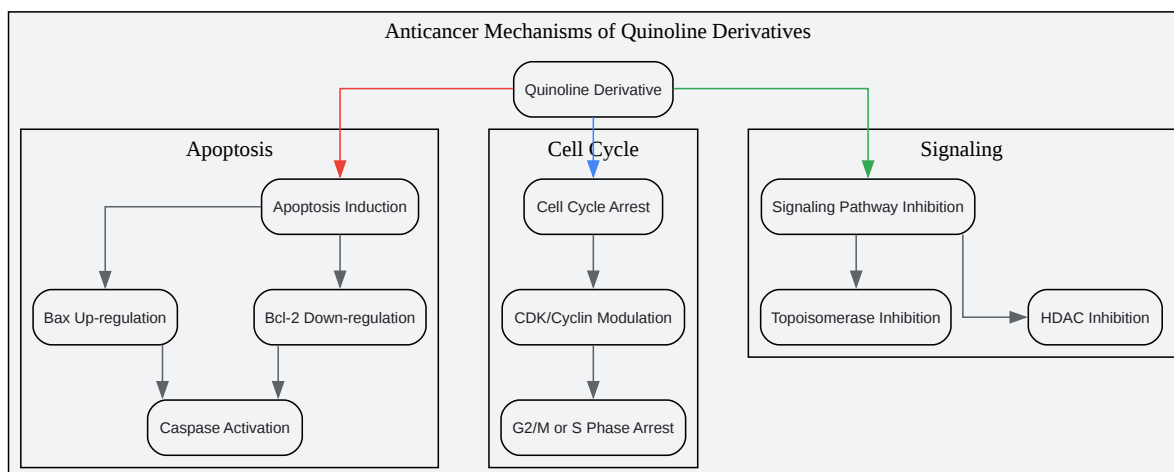 Anticancer Mechanisms of Quinoline Derivatives
Quinoline Derivative
Apoptosis
Cell Cycle
Signaling
Apoptosis Induction
Cell Cycle Arrest
Signaling Pathway Inhibition
Bax Up-regulation
Bcl-2 Down-regulation
CDK/Cyclin Modulation
Topoisomerase Inhibition
HDAC Inhibition
Caspase Activation
G2/M or S Phase Arrest